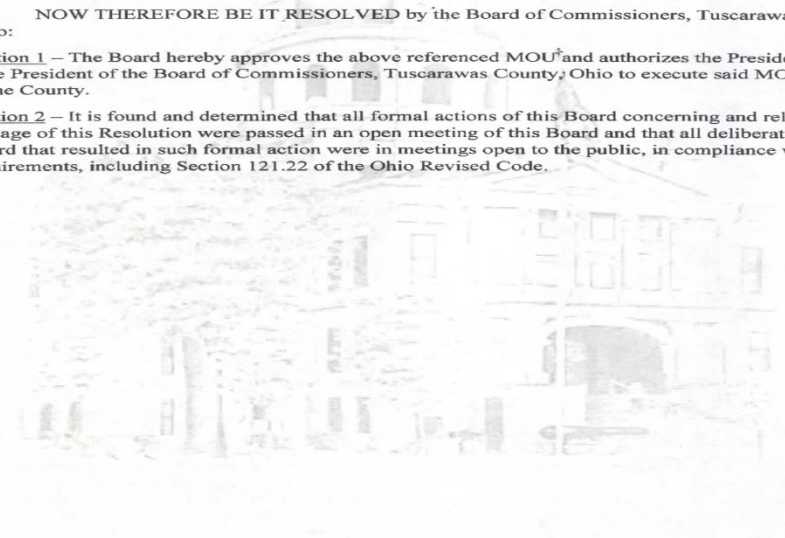 NOW THEREFORE BE IT RESOLVED by the Board of Commissioners, Tuscarawa
o:
tion 1 – The Board hereby approves the above referenced MOU and authorizes the Preside
e President of the Board of Commissioners, Tuscarawas County, Ohio to execute said MO
he County.
tion 2 – It is found and determined that all formal actions of this Board concerning and rel
age of this Resolution were passed in an open meeting of this Board and that all deliberat
rd that resulted in such formal action were in meetings open to the public, in compliance
irements, including Section 121.22 of the Ohio Revised Code.